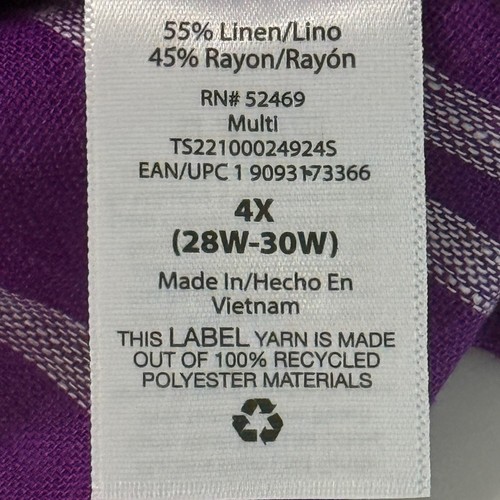 55% Linen/Lino
45% Rayon/Rayón
RN# 52469
Multi
TS22100024924S
EAN/UPC 1 90931 73366
4X
(28W-30W)
Made In/Hecho En
Vietnam
THIS LABEL YARN IS MADE
OUT OF 100% RECYCLED
POLYESTER MATERIALS